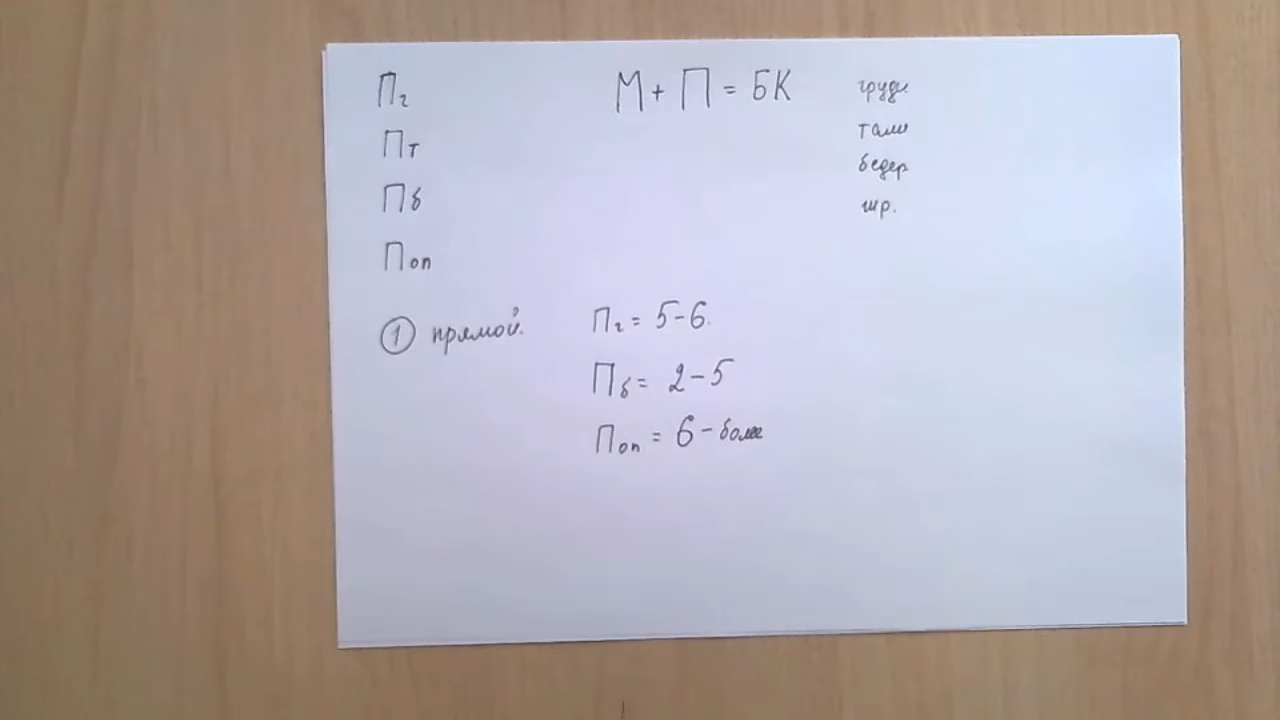 Пг
М + П = БК
груди
Пт
тали
Пб
бедер
шр.
Поп
① прямой.
Пг = 5-6.
Пб = 2-5
Поп = 6-более